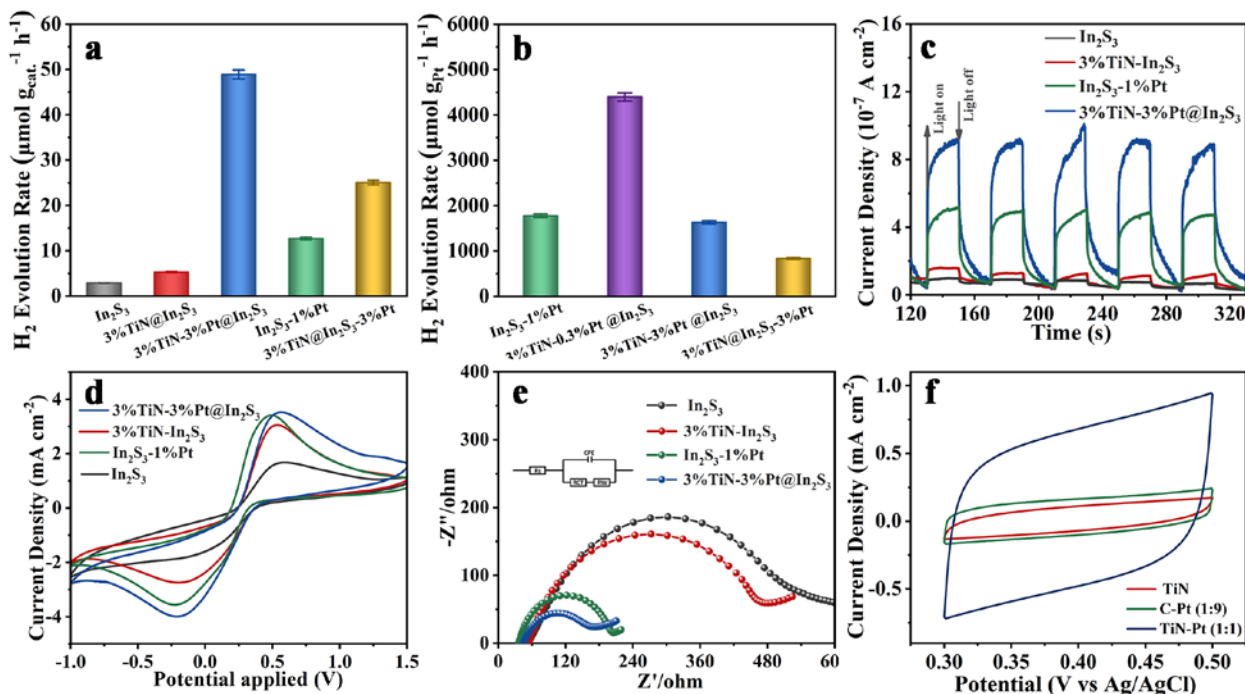 a
H₂ Evolution Rate (μmol g_cat.⁻¹ h⁻¹)
60
50
40
30
20
10
0
In₂S₃
3%TiN@In₂S₃
3%TiN-3%Pt@In₂S₃
In₂S₃-1%Pt
3%TiN@In₂S₃-3%Pt
b
H₂ Evolution Rate (μmol g_Pt⁻¹ h⁻¹)
6000
5000
4000
3000
2000
1000
0
In₂S₃-1%Pt
3%TiN-0.3%Pt @In₂S₃
3%TiN-3%Pt @In₂S₃
3%TiN@In₂S₃-3%Pt
c
In₂S₃
3%TiN-In₂S₃
In₂S₃-1%Pt
3%TiN-3%Pt@In₂S₃
Light on
Light off
Current Density (10⁻⁷ A cm⁻²)
16
12
8
4
0
120 160 200 240 280 320
Time (s)
d
3%TiN-3%Pt@In₂S₃
3%TiN-In₂S₃
In₂S₃-1%Pt
In₂S₃
Current Density (mA cm⁻²)
4
2
0
-2
-4
-1.0 -0.5 0.0 0.5 1.0 1.5
Potential applied (V)
e
In₂S₃
3%TiN-In₂S₃
In₂S₃-1%Pt
3%TiN-3%Pt@In₂S₃
CPE
-Z''/ohm
400
300
200
100
0
0 120 240 360 480 60
Z'/ohm
f
Current Density (mA cm⁻²)
1.0
0.5
0.0
-0.5
TiN
C-Pt (1:9)
TiN-Pt (1:1)
0.30 0.35 0.40 0.45 0.50
Potential (V vs Ag/AgCl)